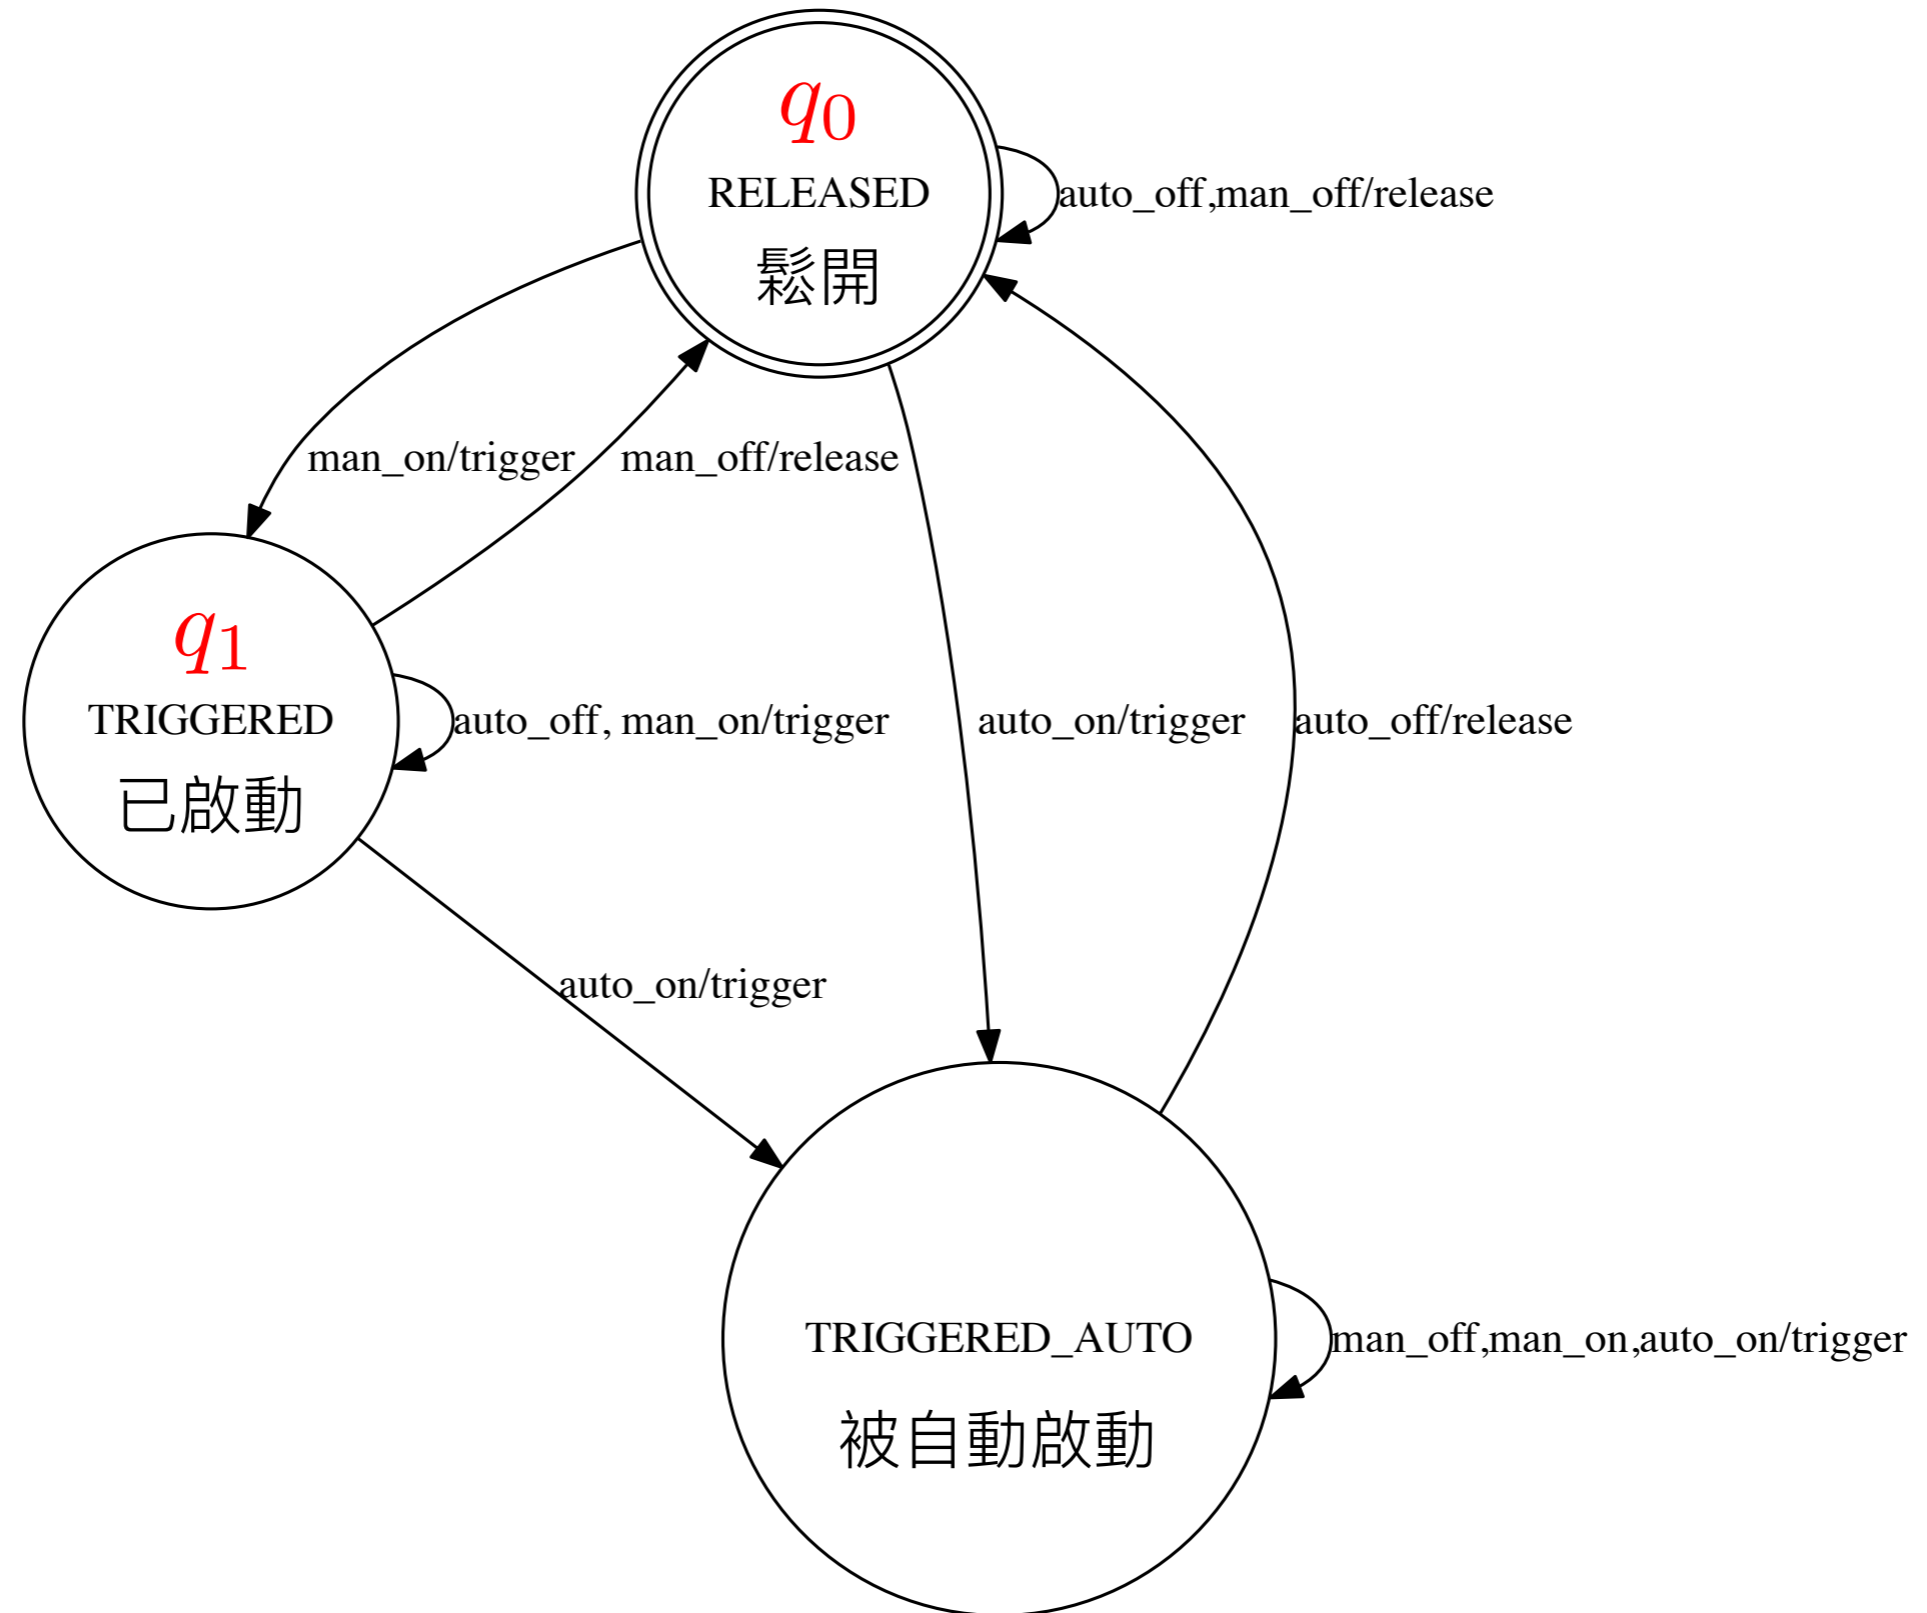 q0
RELEASED
鬆開
auto_off,man_off/release
man_on/trigger
man_off/release
q1
TRIGGERED
已啟動
auto_off, man_on/trigger
auto_on/trigger
auto_off/release
auto_on/trigger
TRIGGERED_AUTO
被自動啟動
man_off,man_on,auto_on/trigger